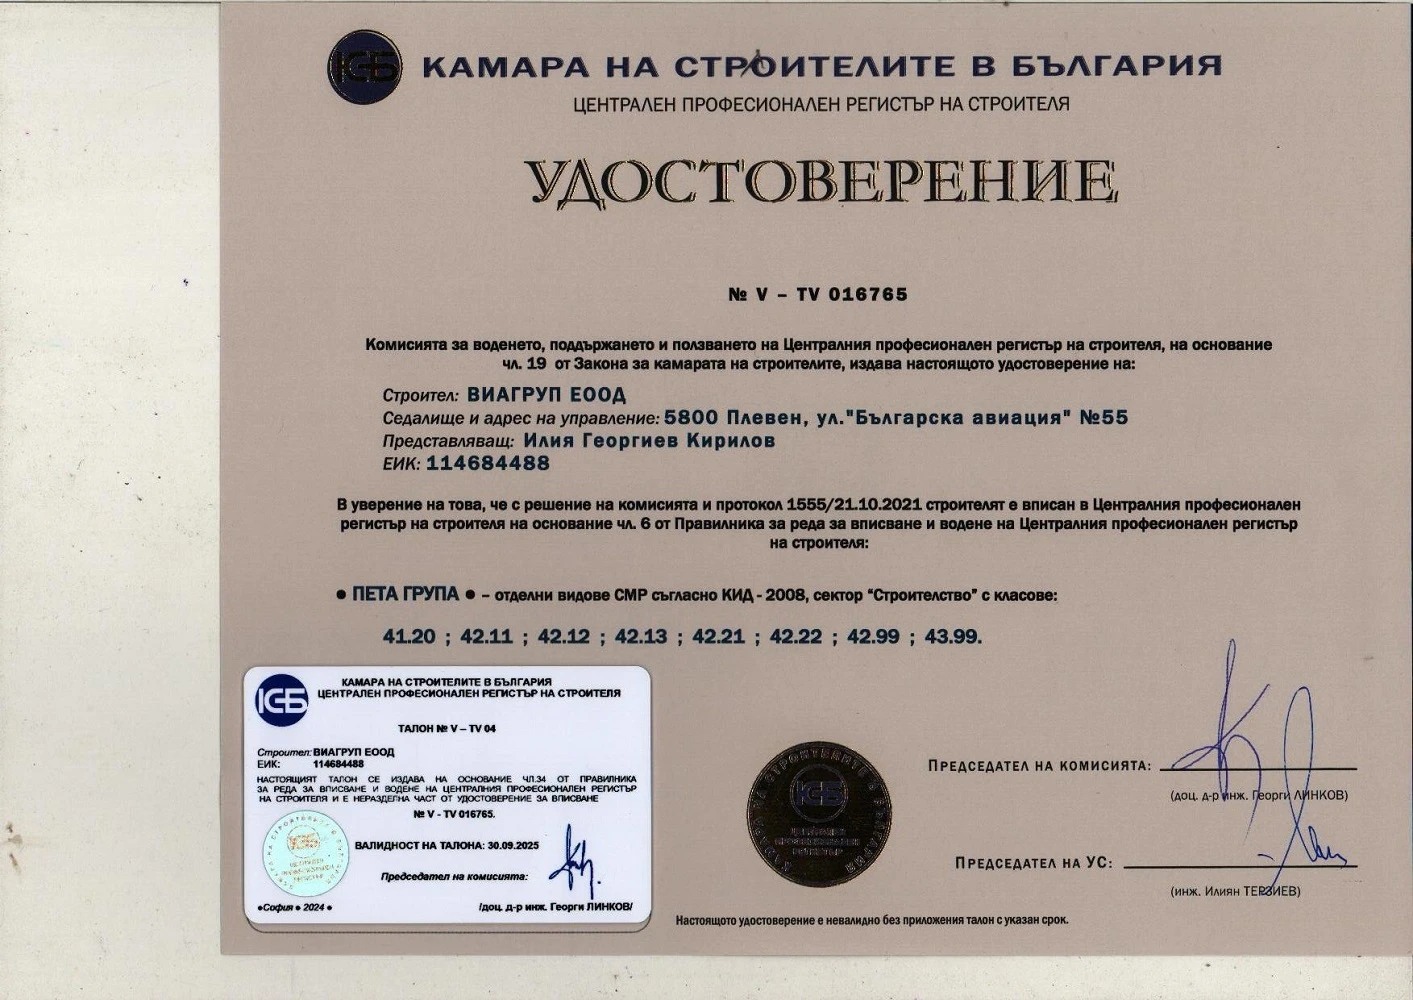 КСБ КАМАРА НА СТРОИТЕЛИТЕ В БЪЛГАРИЯ
ЦЕНТРАЛЕН ПРОФЕСИОНАЛЕН РЕГИСТЪР НА СТРОИТЕЛЯ
УДОСТОВЕРЕНИЕ
№ V – TV 016765
Комисията за воденето, поддържането и ползването на Централния професионален регистър на строителя, на основание
чл. 19 от Закона за камарата на строителите, издава настоящото удостоверение на:
Строител: ВИАГРУП ЕООД
Седалище и адрес на управление: 5800 Плевен, ул."Българска авиация" №55
Представляващ: Илия Георгиев Кирилов
ЕИК: 114684488
В уверение на това, че с решение на комисията и протокол 1555/21.10.2021 строителят е вписан в Централния професионален
регистър на строителя на основание чл. 6 от Правилника за реда за вписване и водене на Централния професионален регистър
на строителя:
● ПЕТА ГРУПА ● – отделни видове СМР съгласно КИД - 2008, сектор "Строителство" с класове:
41.20 ; 42.11 ; 42.12 ; 42.13 ; 42.21 ; 42.22 ; 42.99 ; 43.99.
КСБ
КАМАРА НА СТРОИТЕЛИТЕ В БЪЛГАРИЯ
ЦЕНТРАЛЕН ПРОФЕСИОНАЛЕН РЕГИСТЪР НА СТРОИТЕЛЯ
ТАЛОН № V – TV 04
Строител: ВИАГРУП ЕООД
ЕИК: 114684488
НАСТОЯЩИЯТ ТАЛОН СЕ ИЗДАВА НА ОСНОВАНИЕ ЧЛ.34 ОТ ПРАВИЛНИКА
ЗА РЕДА ЗА ВПИСВАНЕ И ВОДЕНЕ НА ЦЕНТРАЛНИЯ ПРОФЕСИОНАЛЕН РЕГИСТЪР
НА СТРОИТЕЛЯ И Е НЕРАЗДЕЛНА ЧАСТ ОТ УДОСТОВЕРЕНИЕ ЗА ВПИСВАНЕ
№ V - TV 016765.
ВАЛИДНОСТ НА ТАЛОНА: 30.09.2025
Председател на комисията:
●София ● 2024 ●
/доц. д-р инж. Георги ЛИНКОВ/
КАМАРА НА СТРОИТЕЛИТЕ В БЪЛГАРИЯ
КСБ
ЦЕНТРАЛЕН
ПРОФЕСИОНАЛЕН
РЕГИСТЪР
ПРЕДСЕДАТЕЛ НА КОМИСИЯТА:
(доц. д-р инж. Георги ЛИНКОВ)
ПРЕДСЕДАТЕЛ НА УС:
(инж. Илиян ТЕРЗИЕВ)
Настоящото удостоверение е невалидно без приложения талон с указан срок.